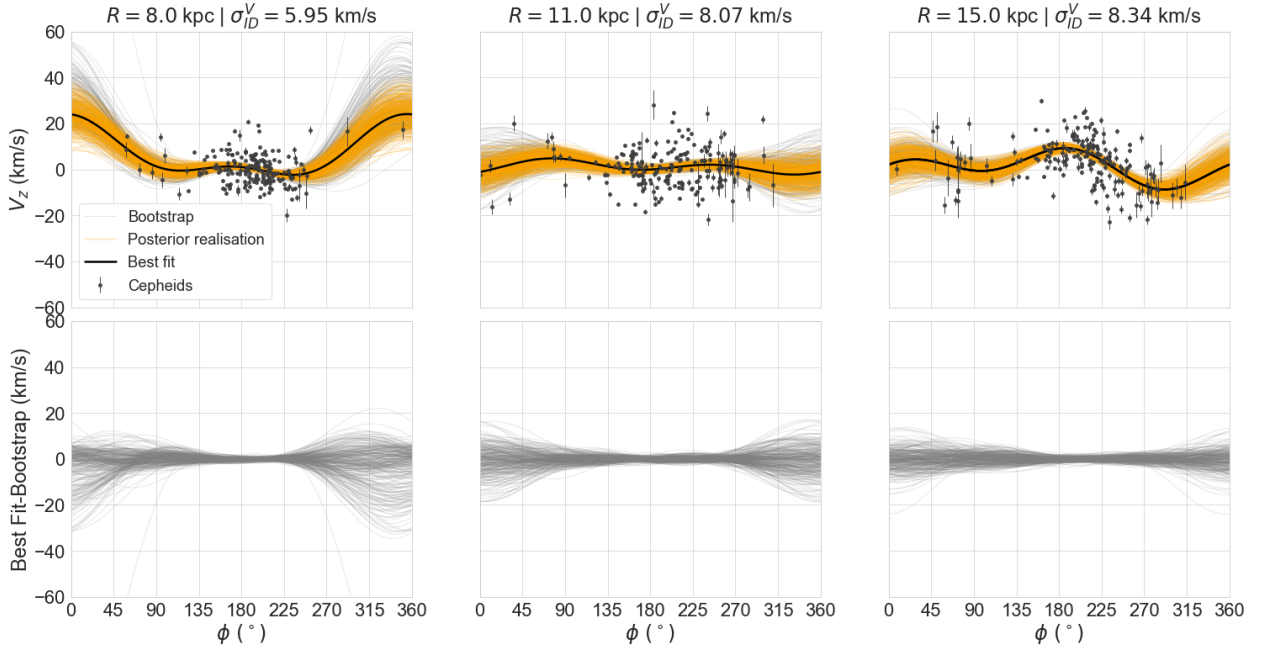 R = 8.0 kpc | σ_ID^V = 5.95 km/s
R = 11.0 kpc | σ_ID^V = 8.07 km/s
R = 15.0 kpc | σ_ID^V = 8.34 km/s
V_Z (km/s)
60
40
20
0
−20
−40
−60
Bootstrap
Posterior realisation
Best fit
Cepheids
Best Fit-Bootstrap (km/s)
60
40
20
0
−20
−40
−60
0 45 90 135 180 225 270 315 360
0 45 90 135 180 225 270 315 360
0 45 90 135 180 225 270 315 360
ϕ (°)
ϕ (°)
ϕ (°)